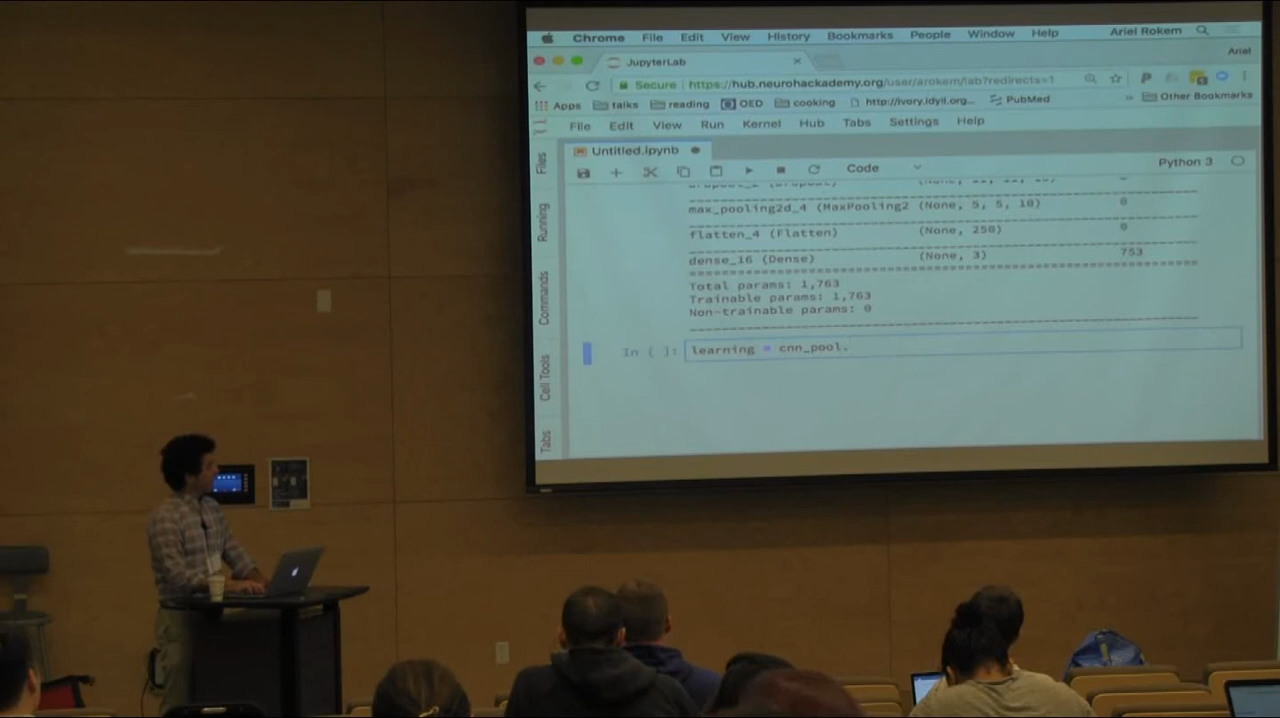 Chrome File Edit View History Bookmarks People Window Help Ariel Rokem
JupyterLab Ariel
Secure https://hub.neurohackademy.org/user/arokem/lab?redirects=1
Apps talks reading OED cooking http://ivory.idyll.org... PubMed » Other Bookmarks
File Edit View Run Kernel Hub Tabs Settings Help
Files
Running
Commands
Cell Tools
Tabs
Untitled.ipynb
Code Python 3
max_pooling2d_4 (MaxPooling2 (None, 5, 5, 10) 0
flatten_4 (Flatten) (None, 250) 0
dense_16 (Dense) (None, 3) 753
Total params: 1,763
Trainable params: 1,763
Non-trainable params: 0
In [ ]: learning = cnn_pool.